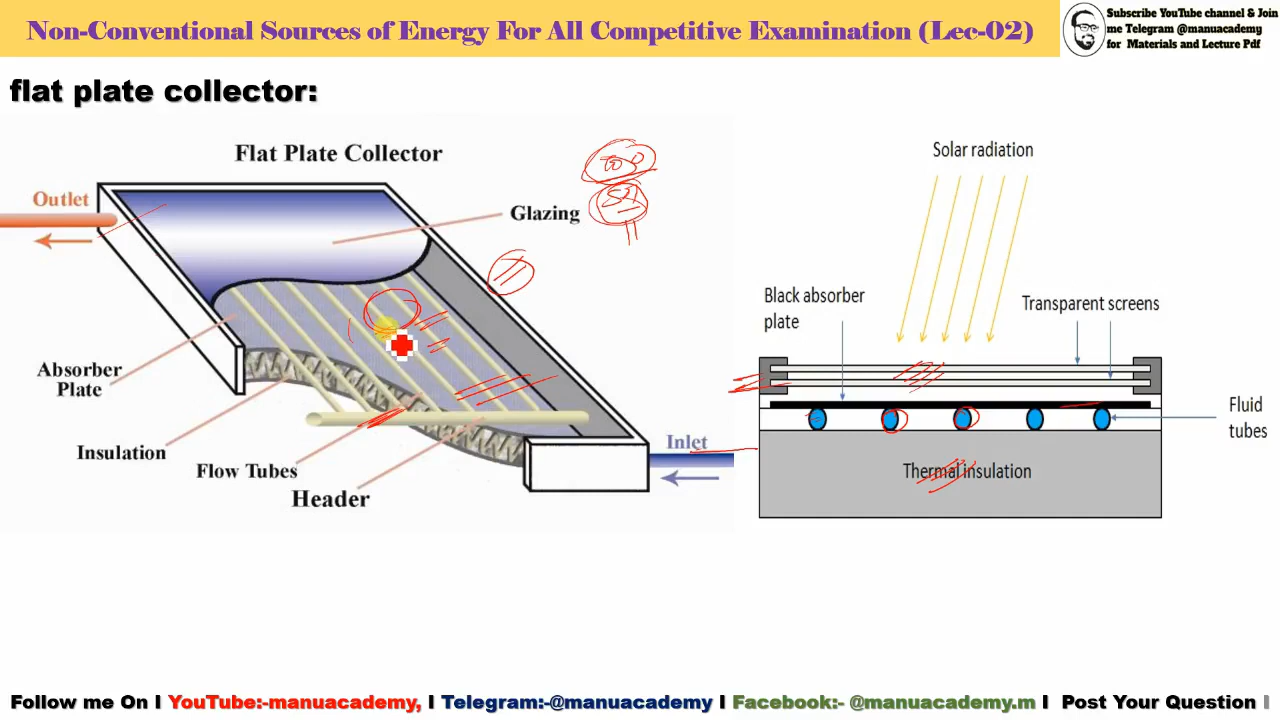 Non-Conventional Sources of Energy For All Competitive Examination (Lec-02)
Subscribe YouTube channel & Join
me Telegram @manuacademy
for Materials and Lecture Pdf
flat plate collector:
Flat Plate Collector
Outlet
Glazing
Absorber
Plate
Insulation
Flow Tubes
Header
Inlet
Solar radiation
Black absorber
plate
Transparent screens
Fluid
tubes
Thermal insulation
Follow me On I YouTube:-manuacademy, I Telegram:-@manuacademy I Facebook:- @manuacademy.m I Post Your Question I